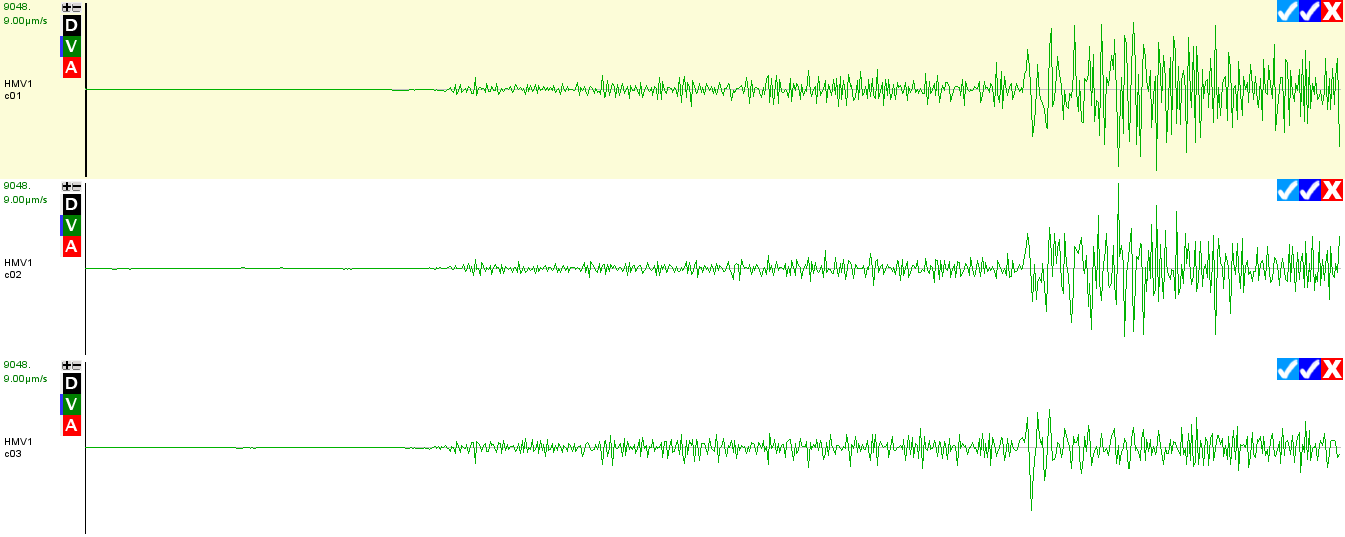 9048.
9.00µm/s
D
V
A
HMV1
c01
9048.
9.00µm/s
D
V
A
HMV1
c02
9048.
9.00µm/s
D
V
A
HMV1
c03